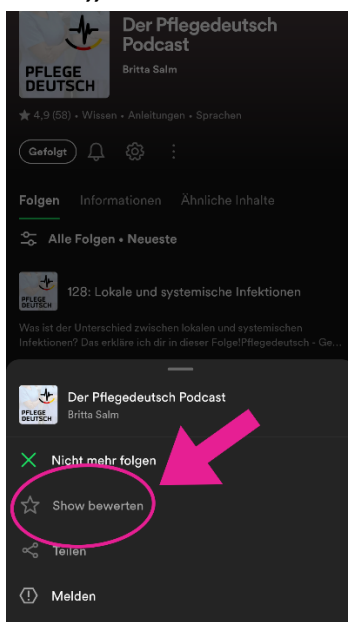 Der Pflegedeutsch
Podcast
Britta Salm
PFLEGE
DEUTSCH
★ 4,9 (58) • Wissen • Anleitungen • Sprachen
Gefolgt
Folgen Informationen Ähnliche Inhalte
Alle Folgen • Neueste
PFLEGE
DEUTSCH
128: Lokale und systemische Infektionen
Was ist der Unterschied zwischen lokalen und systemischen
Infektionen? Das erkläre ich dir in dieser Folge!Pflegedeutsch - Ge...
PFLEGE
DEUTSCH
Der Pflegedeutsch Podcast
Britta Salm
Nicht mehr folgen
Show bewerten
Teilen
Melden